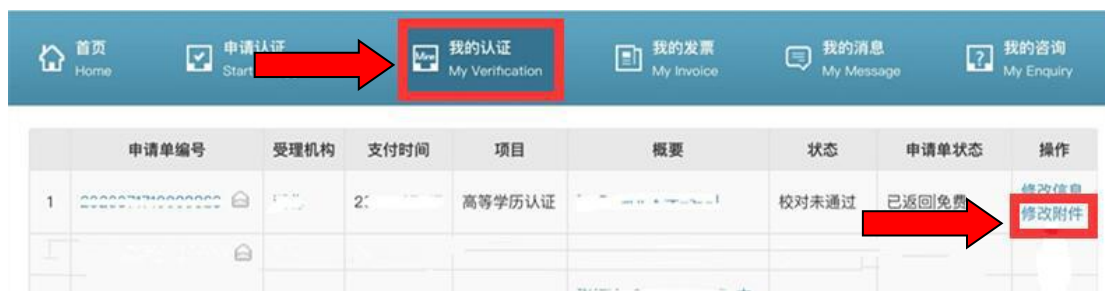 首页
Home
申请认证
Start
我的认证
Mine
My Verification
我的发票
My Invoice
我的消息
My Message
我的咨询
My Enquiry
申请单编号 受理机构 支付时间 项目 概要 状态 申请单状态 操作
1 高等学历认证 校对未通过 已返回免费 修改信息
修改附件